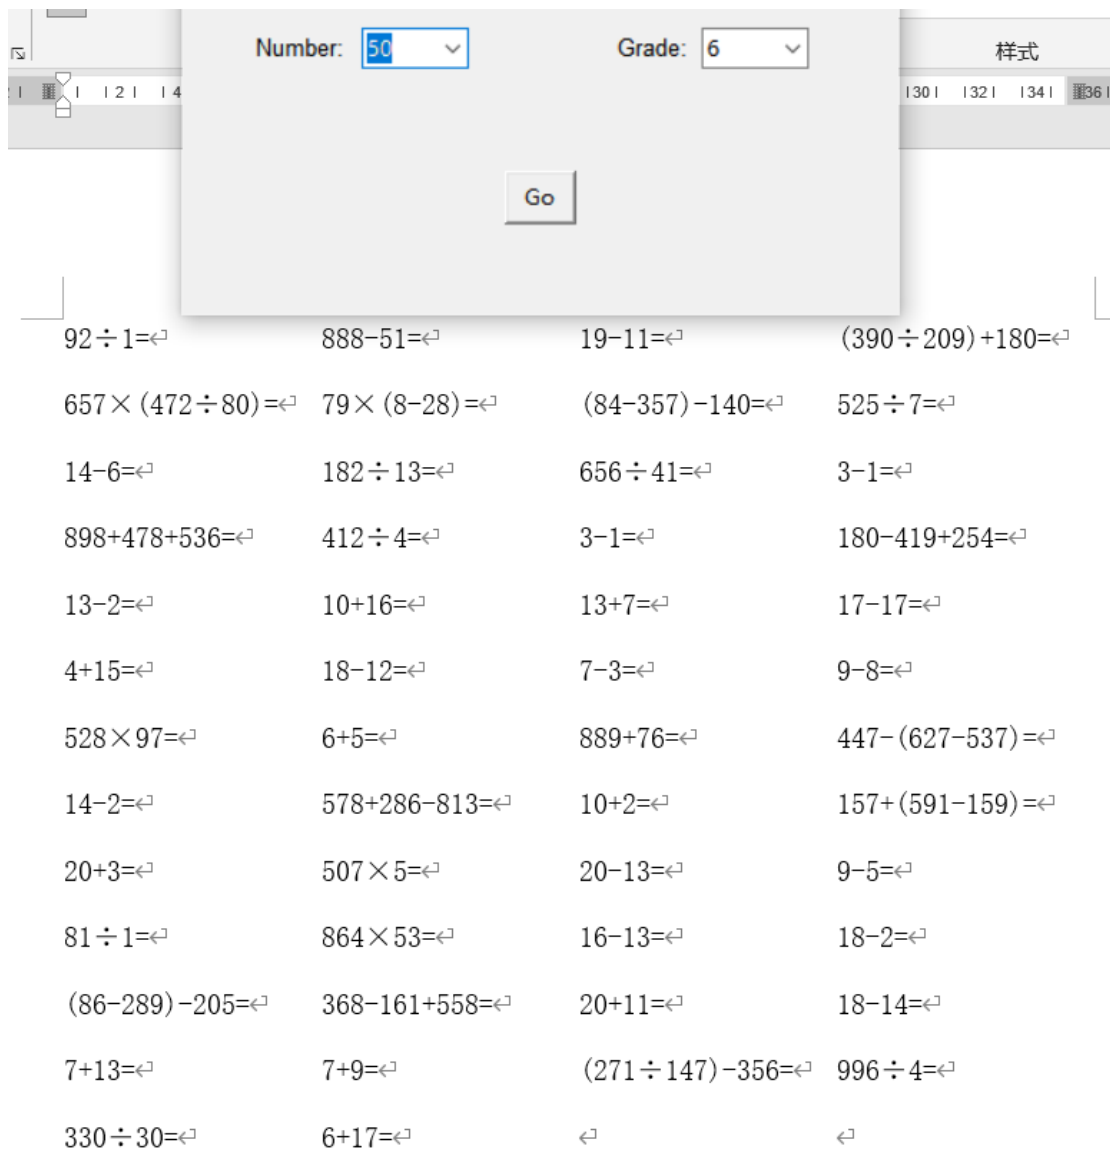 Number: 50 Grade: 6
样式
2 4 30 32 34 36
Go
92÷1=↵ 888-51=↵ 19-11=↵ (390÷209)+180=↵
657×(472÷80)=↵ 79×(8-28)=↵ (84-357)-140=↵ 525÷7=↵
14-6=↵ 182÷13=↵ 656÷41=↵ 3-1=↵
898+478+536=↵ 412÷4=↵ 3-1=↵ 180-419+254=↵
13-2=↵ 10+16=↵ 13+7=↵ 17-17=↵
4+15=↵ 18-12=↵ 7-3=↵ 9-8=↵
528×97=↵ 6+5=↵ 889+76=↵ 447-(627-537)=↵
14-2=↵ 578+286-813=↵ 10+2=↵ 157+(591-159)=↵
20+3=↵ 507×5=↵ 20-13=↵ 9-5=↵
81÷1=↵ 864×53=↵ 16-13=↵ 18-2=↵
(86-289)-205=↵ 368-161+558=↵ 20+11=↵ 18-14=↵
7+13=↵ 7+9=↵ (271÷147)-356=↵ 996÷4=↵
330÷30=↵ 6+17=↵ ↵ ↵